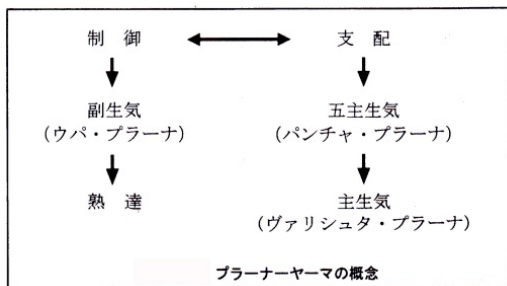 制御 支配
副生気 五主生気
(ウパ・プラーナ) (パンチャ・プラーナ)
熟達 主生気
(ヴァリシュタ・プラーナ)
プラーナーヤーマの概念